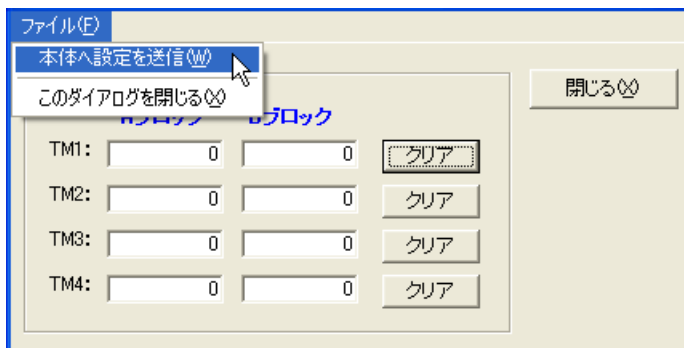 ファイル(F)
本体へ設定を送信(W)
このダイアログを閉じる(X)
閉じる(X)
Bブロック
TM1: 0 0 クリア
TM2: 0 0 クリア
TM3: 0 0 クリア
TM4: 0 0 クリア